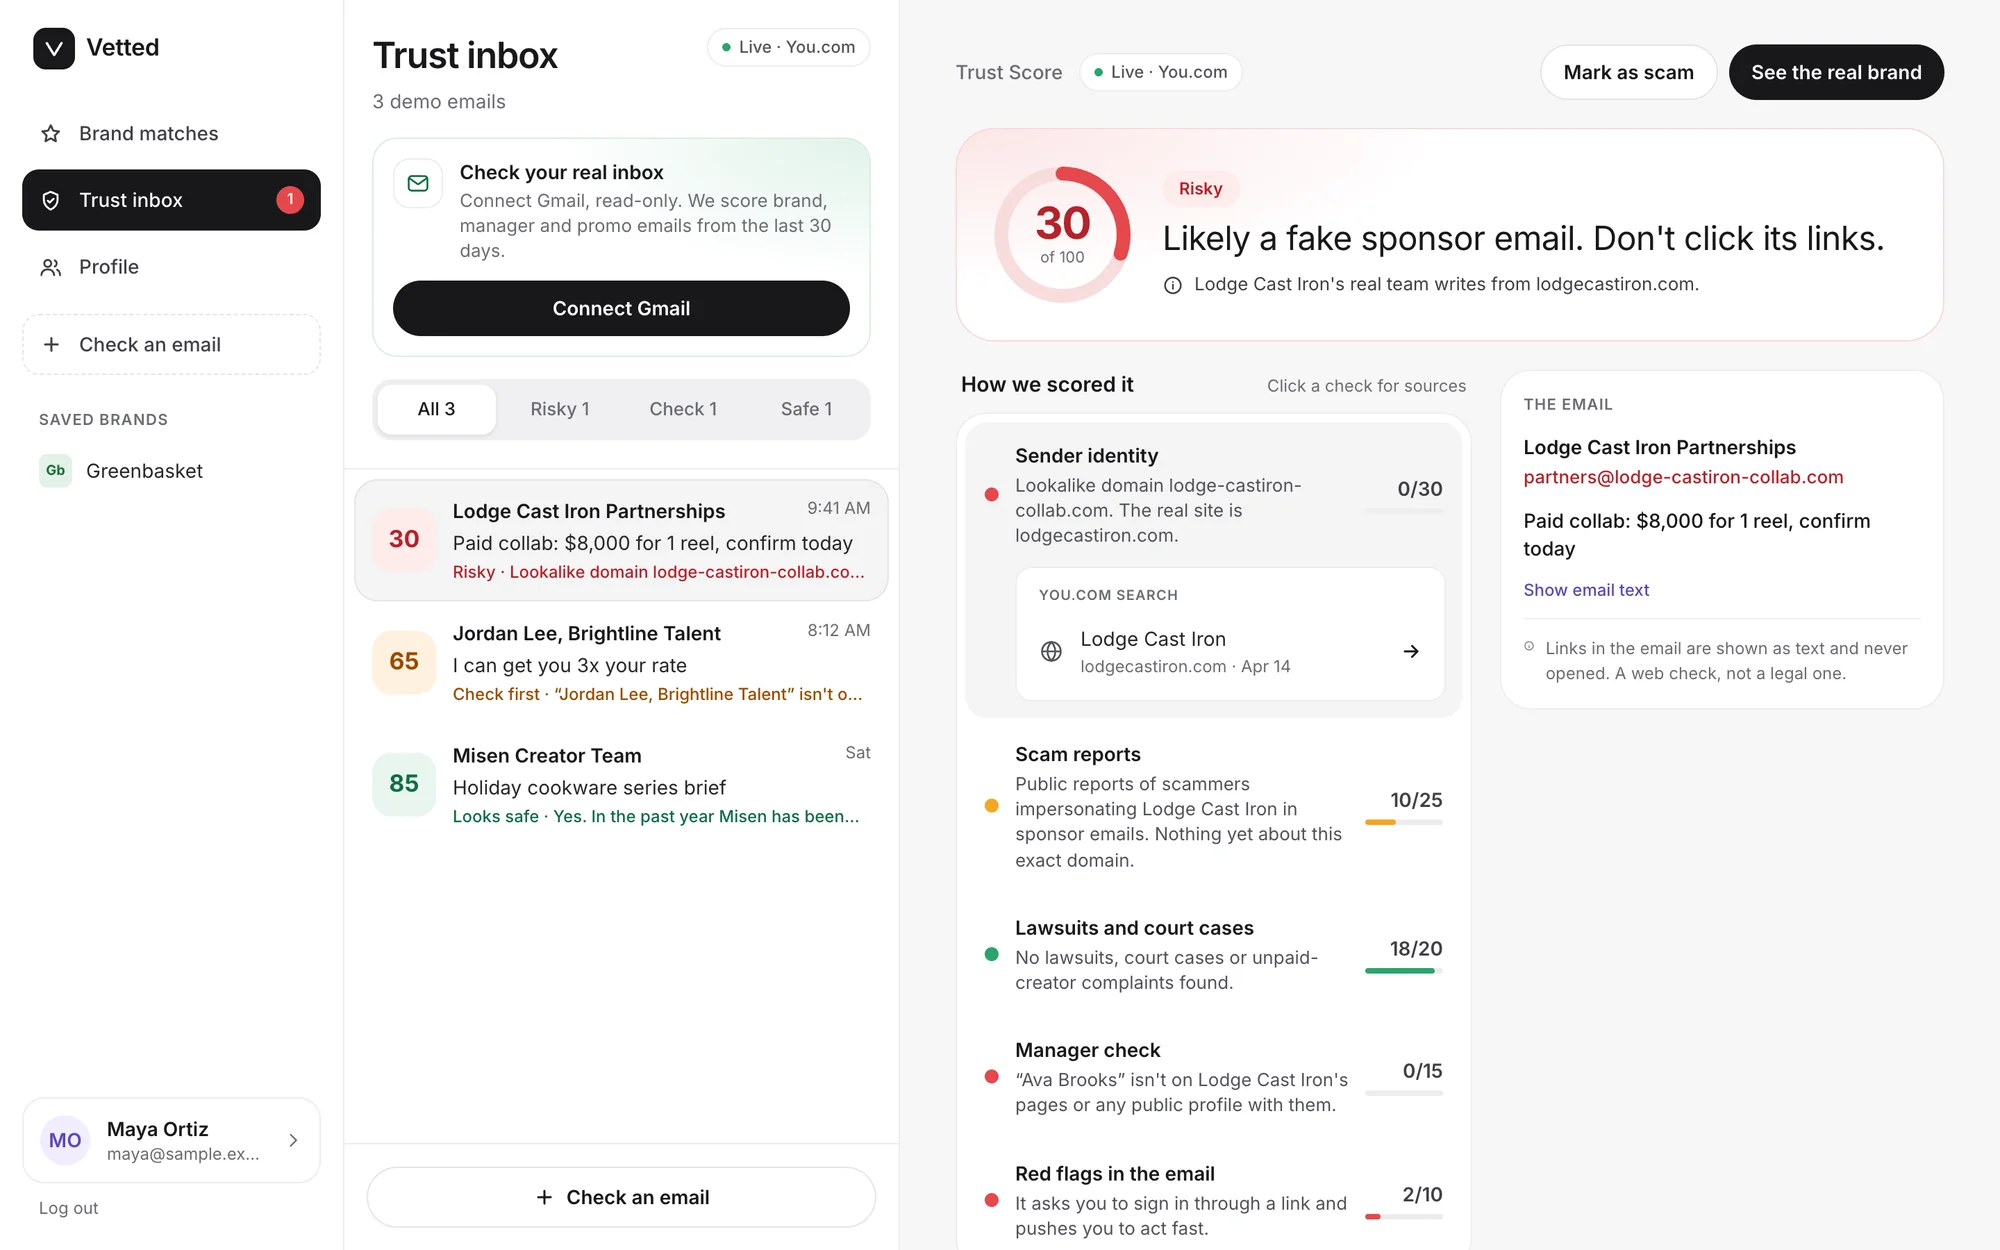 Vetted
Brand matches
Trust inbox
1
Profile
Check an email
SAVED BRANDS
Gb
Greenbasket
MO
Maya Ortiz
maya@sample.ex...
Log out
Trust inbox
Live · You.com
3 demo emails
Check your real inbox
Connect Gmail, read-only. We score brand,
manager and promo emails from the last 30
days.
Connect Gmail
All 3
Risky 1
Check 1
Safe 1
30
Lodge Cast Iron Partnerships
9:41 AM
Paid collab: $8,000 for 1 reel, confirm today
Risky · Lookalike domain lodge-castiron-collab.co...
65
Jordan Lee, Brightline Talent
8:12 AM
I can get you 3x your rate
Check first · “Jordan Lee, Brightline Talent” isn't o...
85
Misen Creator Team
Sat
Holiday cookware series brief
Looks safe · Yes. In the past year Misen has been...
Check an email
Trust Score
Live · You.com
Mark as scam
See the real brand
30
of 100
Risky
Likely a fake sponsor email. Don't click its links.
Lodge Cast Iron's real team writes from lodgecastiron.com.
How we scored it
Click a check for sources
Sender identity
Lookalike domain lodge-castiron-
collab.com. The real site is
lodgecastiron.com.
0/30
YOU.COM SEARCH
Lodge Cast Iron
lodgecastiron.com · Apr 14
Scam reports
Public reports of scammers
impersonating Lodge Cast Iron in
sponsor emails. Nothing yet about this
exact domain.
10/25
Lawsuits and court cases
No lawsuits, court cases or unpaid-
creator complaints found.
18/20
Manager check
“Ava Brooks” isn't on Lodge Cast Iron's
pages or any public profile with them.
0/15
Red flags in the email
It asks you to sign in through a link and
pushes you to act fast.
2/10
THE EMAIL
Lodge Cast Iron Partnerships
partners@lodge-castiron-collab.com
Paid collab: $8,000 for 1 reel, confirm
today
Show email text
Links in the email are shown as text and never
opened. A web check, not a legal one.